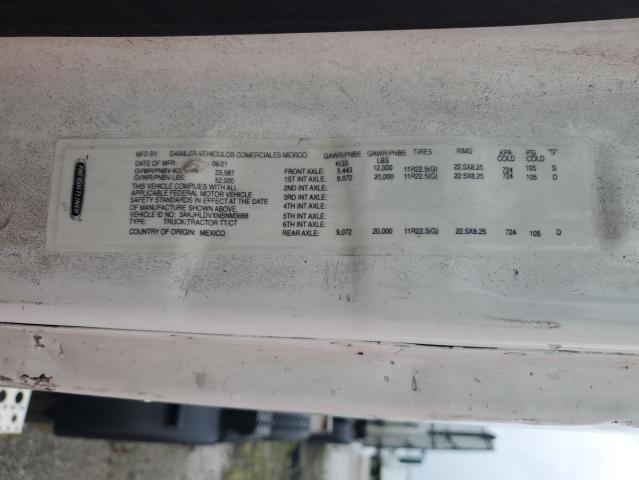 FREIGHTLINER
MFD BY: DAIMLER VEHICULOS COMERCIALES MEXICO
DATE OF MFR: 06/21
GVWR/PNBV-KG: 23,587
GVWR/PNBV-LBS: 52,000
THIS VEHICLE COMPLIES WITH ALL
APPLICABLE FEDERAL MOTOR VEHICLE
SAFETY STANDARDS IN EFFECT AT THE DATE
OF MANUFACTURE SHOWN ABOVE.
VEHICLE ID #: 3AKJHLDVXNSNM3668
TYPE: TRUCK/TRACTOR TT/CT
COUNTRY OF ORIGIN: MEXICO
GAWR/PNBE KGS GAWR/PNBE LBS TIRES RIMS KPA COLD PSI COLD "S"
FRONT AXLE: 5,443 12,000 11R22.5(G) 22.5X8.25 724 105 S
1ST INT AXLE: 9,072 20,000 11R22.5(G) 22.5X8.25 724 105 D
2ND INT AXLE:
3RD INT AXLE:
4TH INT AXLE:
5TH INT AXLE:
6TH INT AXLE:
REAR AXLE: 9,072 20,000 11R22.5(G) 22.5X8.25 724 105 D